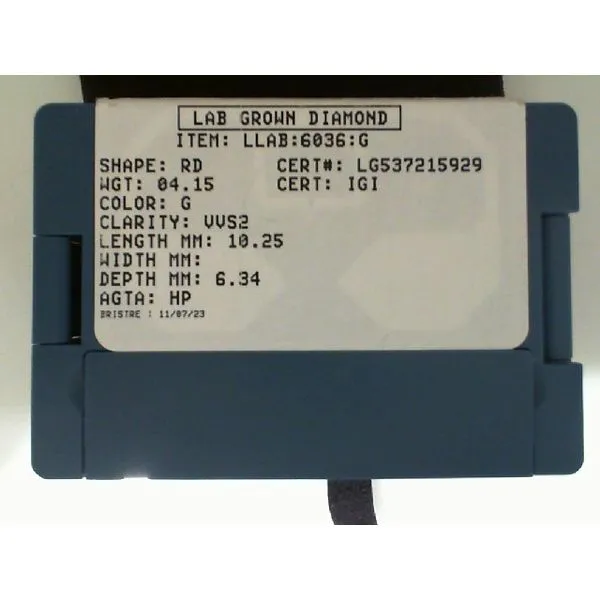 LAB GROWN DIAMOND
ITEM: LLAB:6036:G
SHAPE: RD CERT#: LG537215929
WGT: 04.15 CERT: IGI
COLOR: G
CLARITY: VVS2
LENGTH MM: 10.25
WIDTH MM:
DEPTH MM: 6.34
AGTA: HP
BRISTRE : 11/07/23